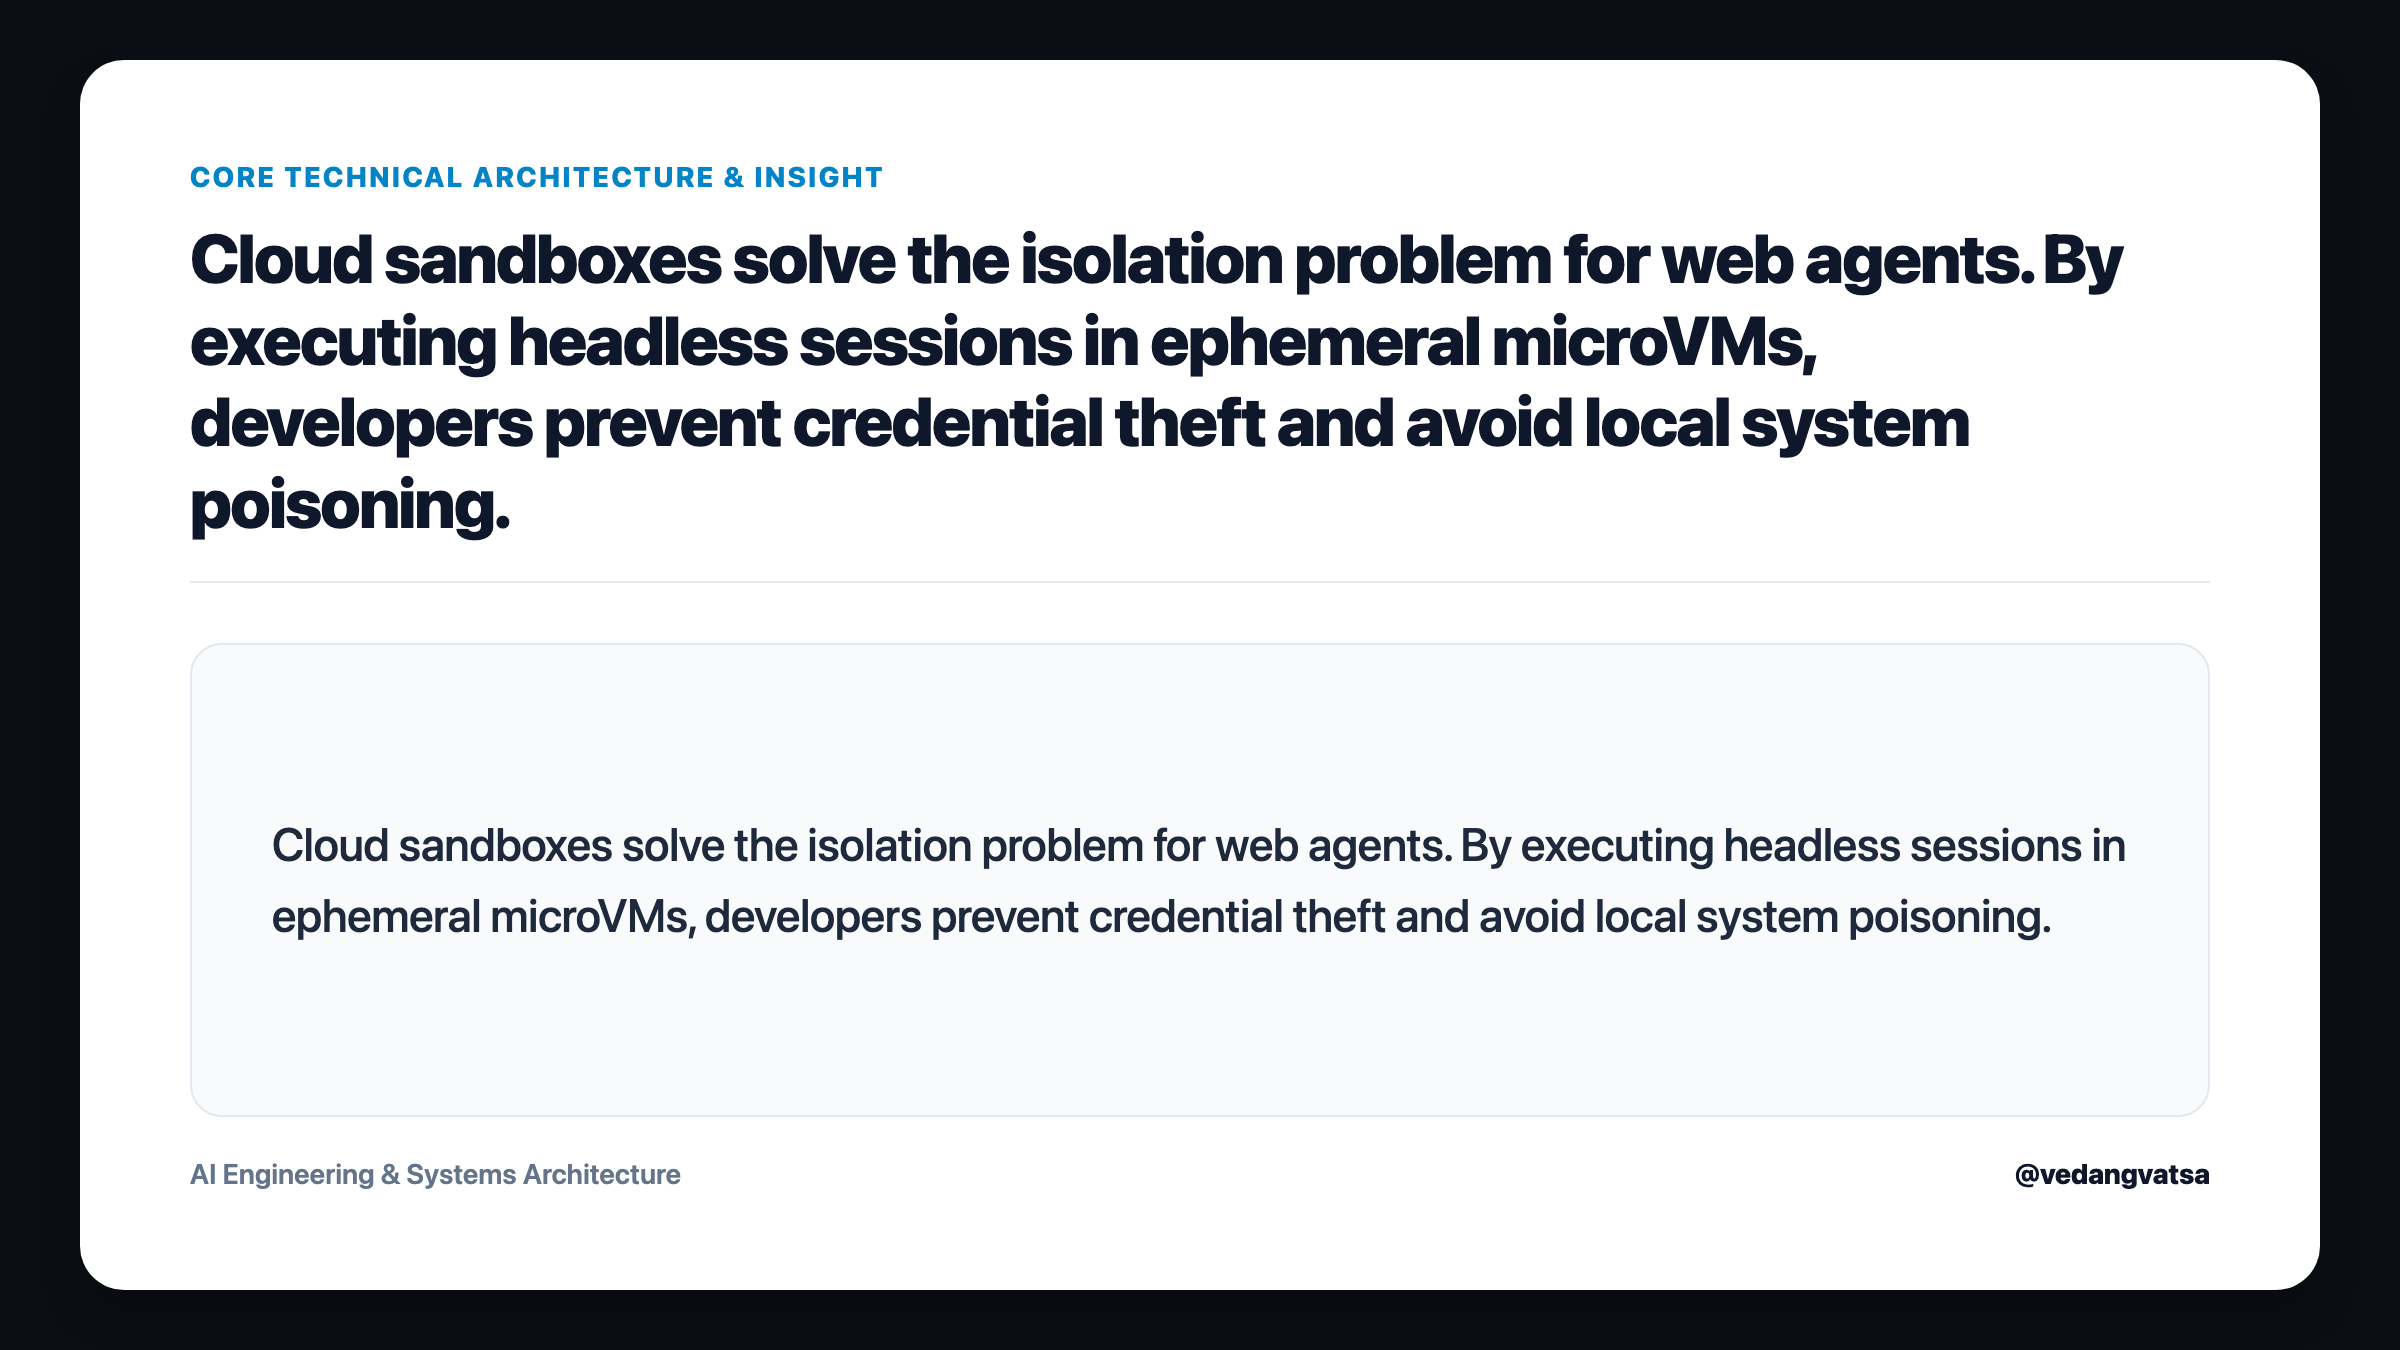 CORE TECHNICAL ARCHITECTURE & INSIGHT
Cloud sandboxes solve the isolation problem for web agents. By
executing headless sessions in ephemeral microVMs,
developers prevent credential theft and avoid local system
poisoning.
Cloud sandboxes solve the isolation problem for web agents. By executing headless sessions in
ephemeral microVMs, developers prevent credential theft and avoid local system poisoning.
AI Engineering & Systems Architecture
@vedangvatsa